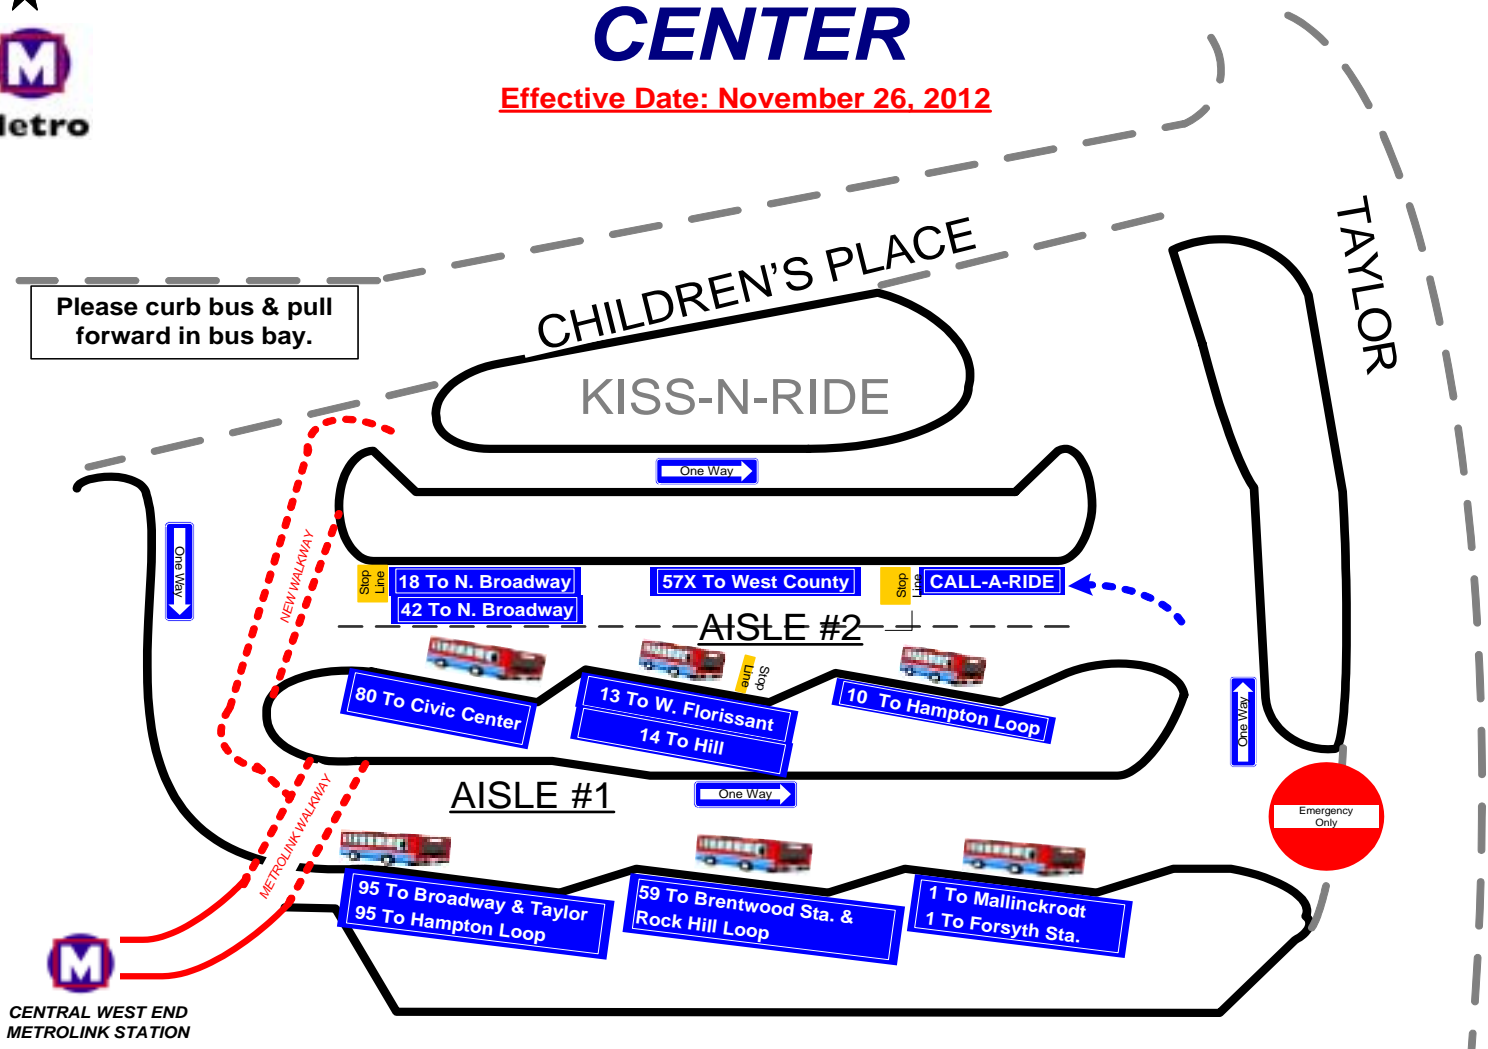 CENTER
Effective Date: November 26, 2012
M
Metro
Please curb bus & pull
forward in bus bay.
CHILDREN'S PLACE
TAYLOR
KISS-N-RIDE
One Way
One Way
NEW WALKWAY
Stop
Line
18 To N. Broadway
42 To N. Broadway
57X To West County
Stop
Line
CALL-A-RIDE
AISLE #2
80 To Civic Center
13 To W. Florissant
14 To Hill
Stop
Line
10 To Hampton Loop
One Way
AISLE #1
One Way
METROLINK WALKWAY
Emergency
Only
95 To Broadway & Taylor
95 To Hampton Loop
59 To Brentwood Sta. &
Rock Hill Loop
1 To Mallinckrodt
1 To Forsyth Sta.
M
CENTRAL WEST END
METROLINK STATION